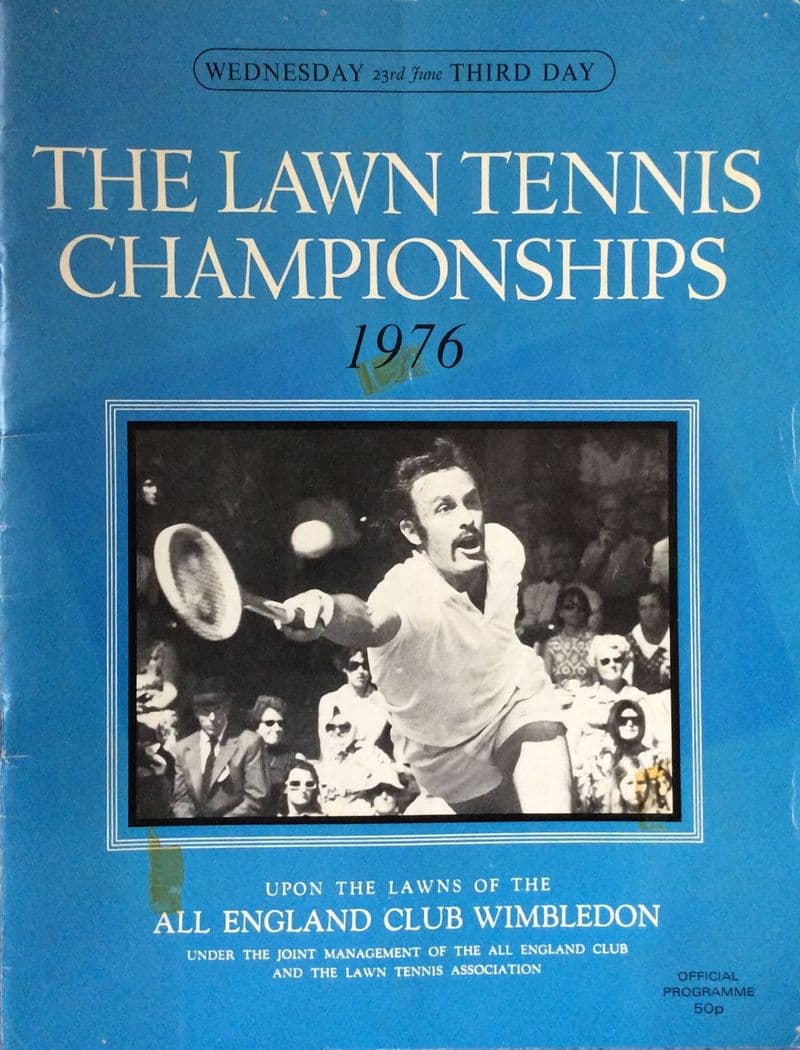 WEDNESDAY 23rd June THIRD DAY
THE LAWN TENNIS
CHAMPIONSHIPS
1976
UPON THE LAWNS OF THE
ALL ENGLAND CLUB WIMBLEDON
UNDER THE JOINT MANAGEMENT OF THE ALL ENGLAND CLUB
AND THE LAWN TENNIS ASSOCIATION
OFFICIAL
PROGRAMME
50p